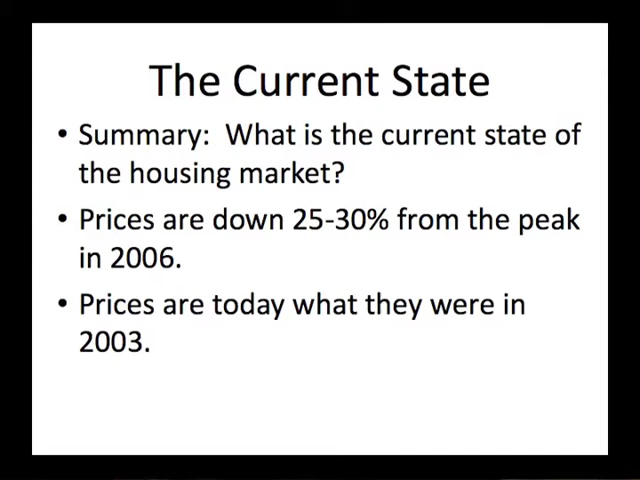 The Current State
• Summary:  What is the current state of
the housing market?
• Prices are down 25-30% from the peak
in 2006.
• Prices are today what they were in
2003.